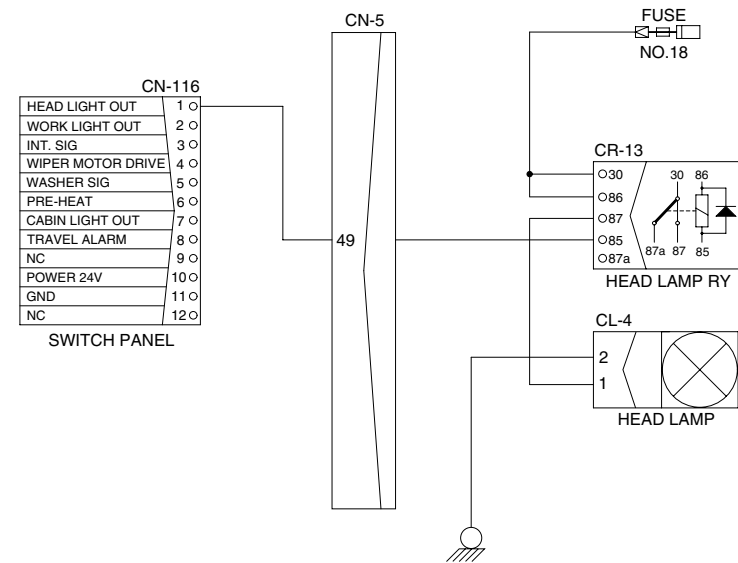 CN-5
FUSE
NO.18
CN-116
HEAD LIGHT OUT 1
WORK LIGHT OUT 2
INT. SIG 3
WIPER MOTOR DRIVE 4
WASHER SIG 5
PRE-HEAT 6
CABIN LIGHT OUT 7
TRAVEL ALARM 8
NC 9
POWER 24V 10
GND 11
NC 12
SWITCH PANEL
49
CR-13
30
86
87
85
87a
30 86
87a 87 85
HEAD LAMP RY
CL-4
2
1
HEAD LAMP